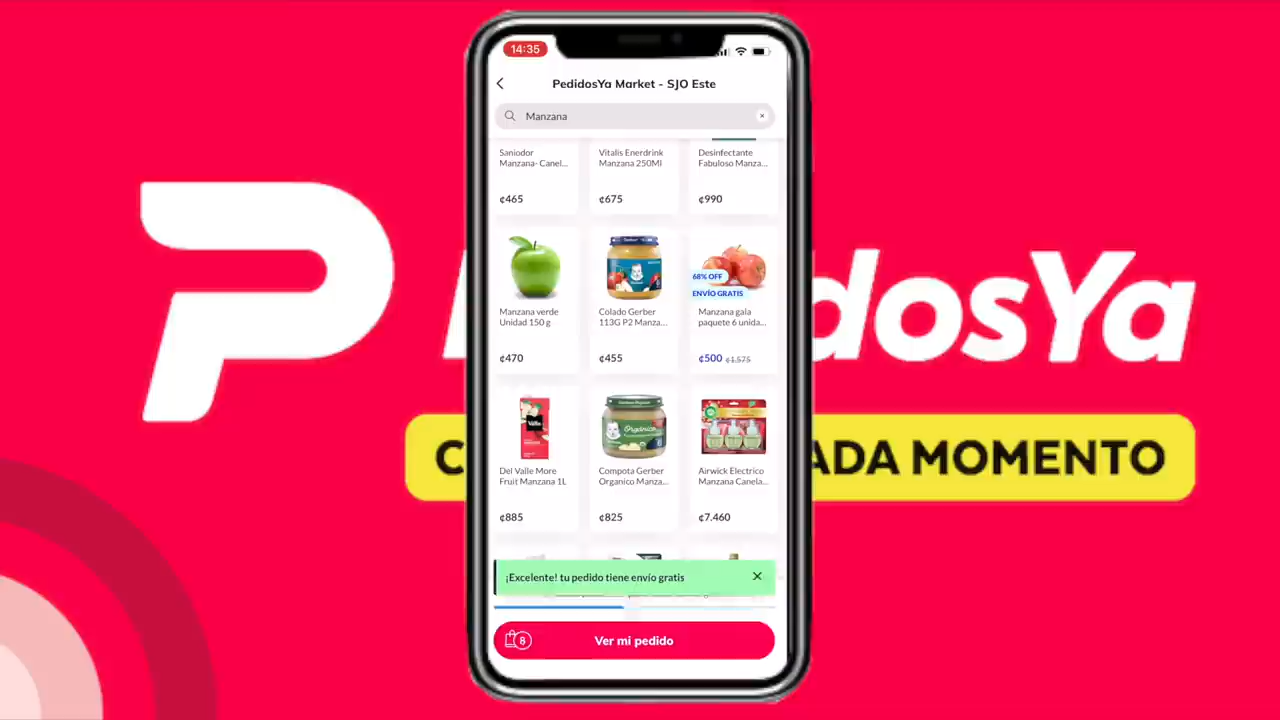 14:35
PedidosYa Market - SJO Este
Manzana
Saniodor
Manzana- Canel...
₡465
Vitalis Enerdrink
Manzana 250Ml
₡675
Desinfectante
Fabuloso Manza...
₡990
Manzana verde
Unidad 150 g
₡470
Gerber
Colado Gerber
113G P2 Manza...
₡455
68% OFF
ENVÍO GRATIS
Manzana gala
paquete 6 unida...
₡500 ₡1.575
Valle
Del Valle More
Fruit Manzana 1L
₡885
Orgánico
Compota Gerber
Organico Manza...
₡825
Airwick Electrico
Manzana Canela...
₡7.460
¡Excelente! tu pedido tiene envío gratis
8
Ver mi pedido
dosYa
C ADA MOMENTO